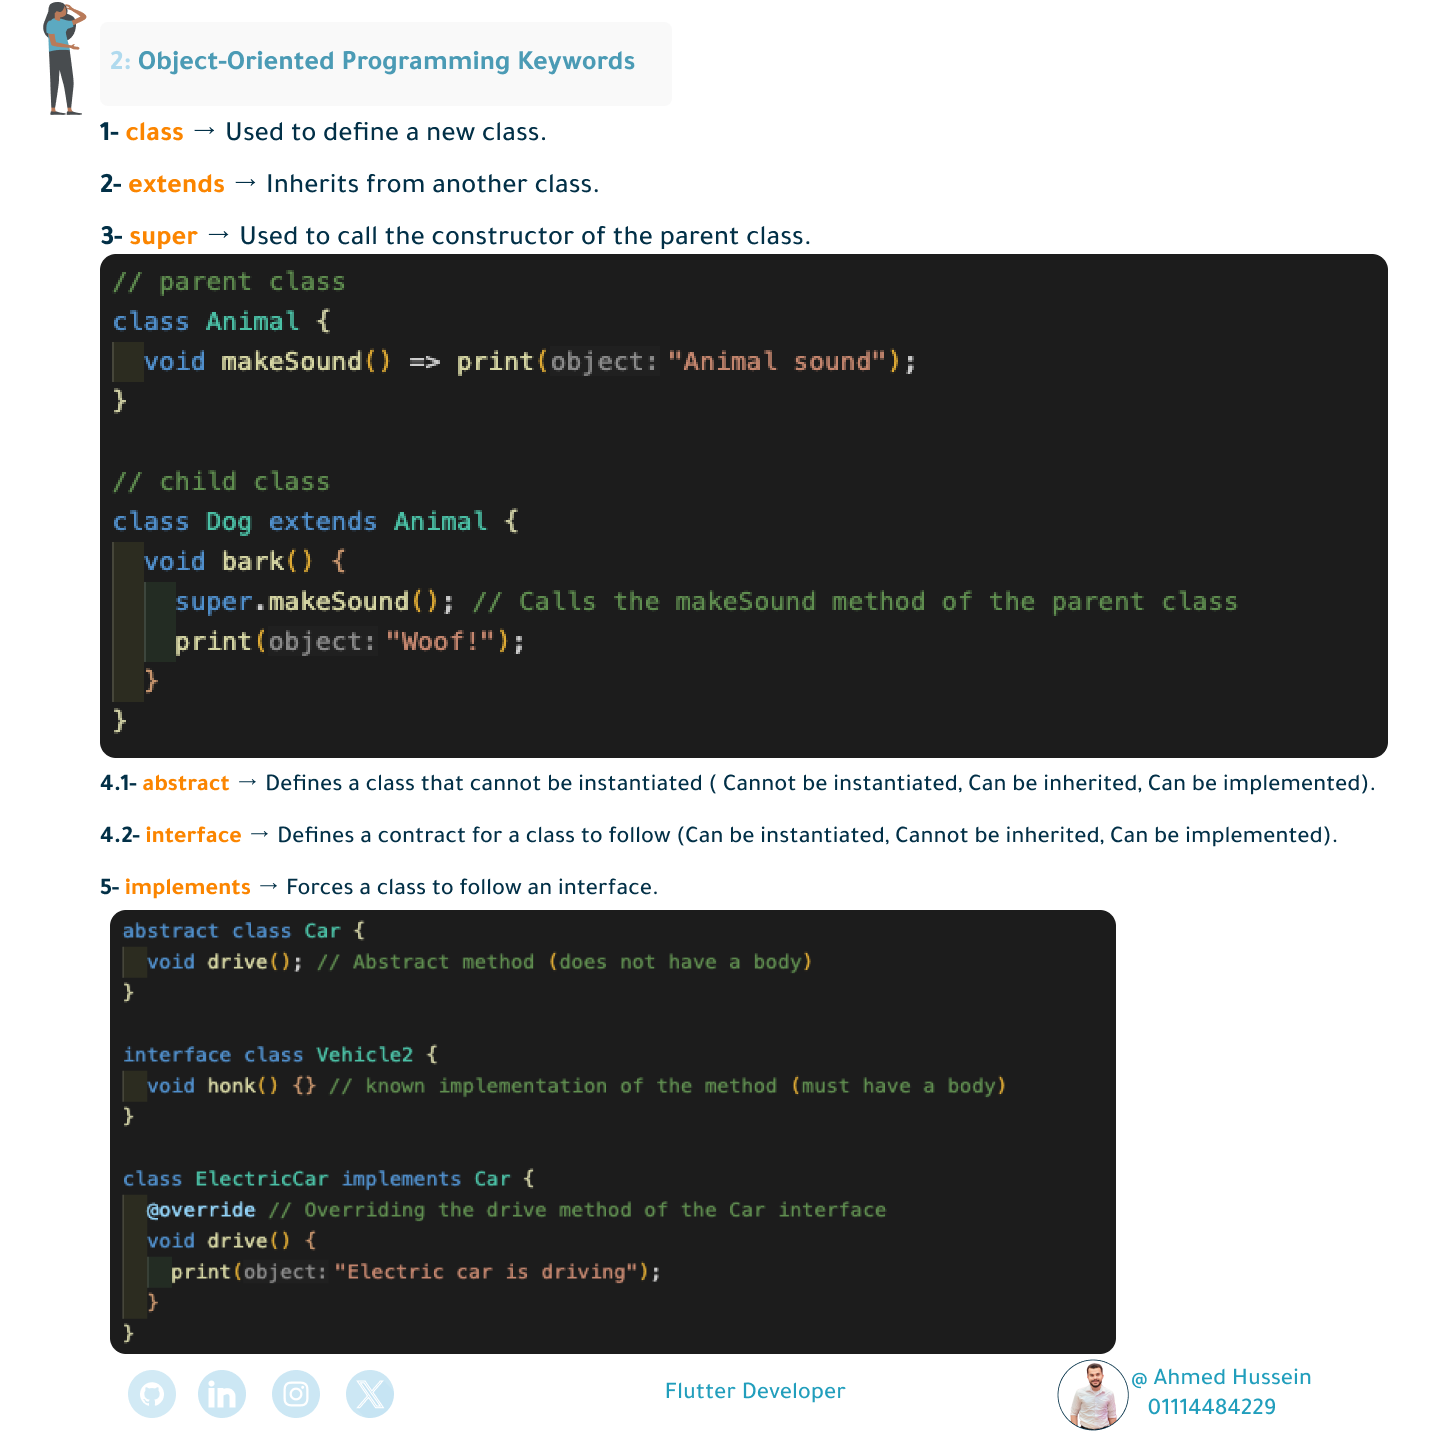 2: Object-Oriented Programming Keywords
1- class → Used to define a new class.
2- extends → Inherits from another class.
3- super → Used to call the constructor of the parent class.
// parent class
class Animal {
  void makeSound() => print(object: "Animal sound");
}
// child class
class Dog extends Animal {
  void bark() {
    super.makeSound(); // Calls the makeSound method of the parent class
    print(object: "Woof!");
  }
}
4.1- abstract → Defines a class that cannot be instantiated ( Cannot be instantiated, Can be inherited, Can be implemented).
4.2- interface → Defines a contract for a class to follow (Can be instantiated, Cannot be inherited, Can be implemented).
5- implements → Forces a class to follow an interface.
abstract class Car {
  void drive(); // Abstract method (does not have a body)
}
interface class Vehicle2 {
  void honk() {} // known implementation of the method (must have a body)
}
class ElectricCar implements Car {
  @override // Overriding the drive method of the Car interface
  void drive() {
    print(object: "Electric car is driving");
  }
}
Flutter Developer
@ Ahmed Hussein
01114484229